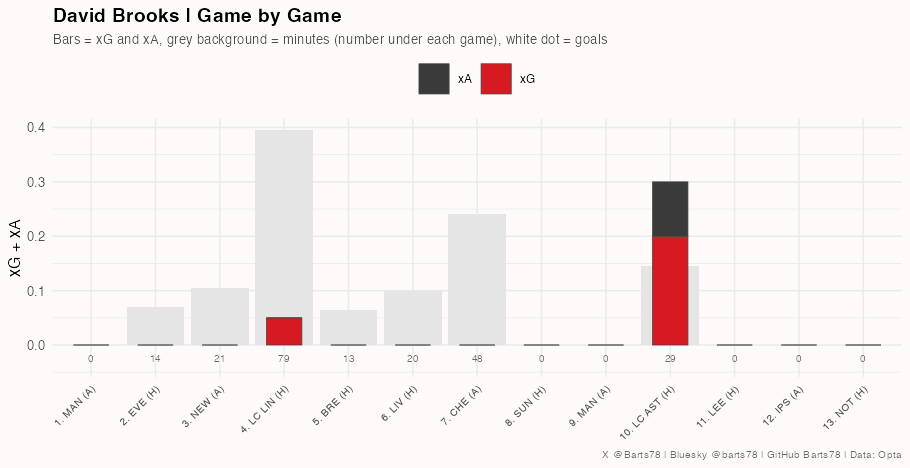 David Brooks | Game by Game
Bars = xG and xA, grey background = minutes (number under each game), white dot = goals
xA xG
xG + xA
0.4
0.3
0.2
0.1
0.0
0 14 21 79 13 20 48 0 0 29 0 0 0
1. MAN (A)
2. EVE (H)
3. NEW (A)
4. LC LIN (H)
5. BRE (H)
6. LIV (H)
7. CHE (A)
8. SUN (H)
9. MAN (A)
10. LC AST (H)
11. LEE (H)
12. IPS (A)
13. NOT (H)
X @Barts78 | Bluesky @barts78 | GitHub Barts78 | Data: Opta